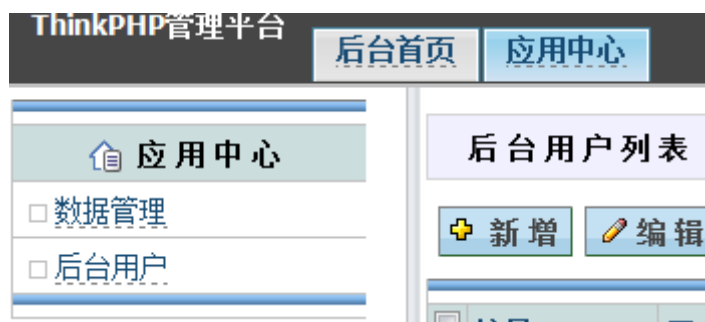 ThinkPHP管理平台
后台首页 应用中心
应用中心
数据管理
后台用户
后台用户列表
新增 编辑